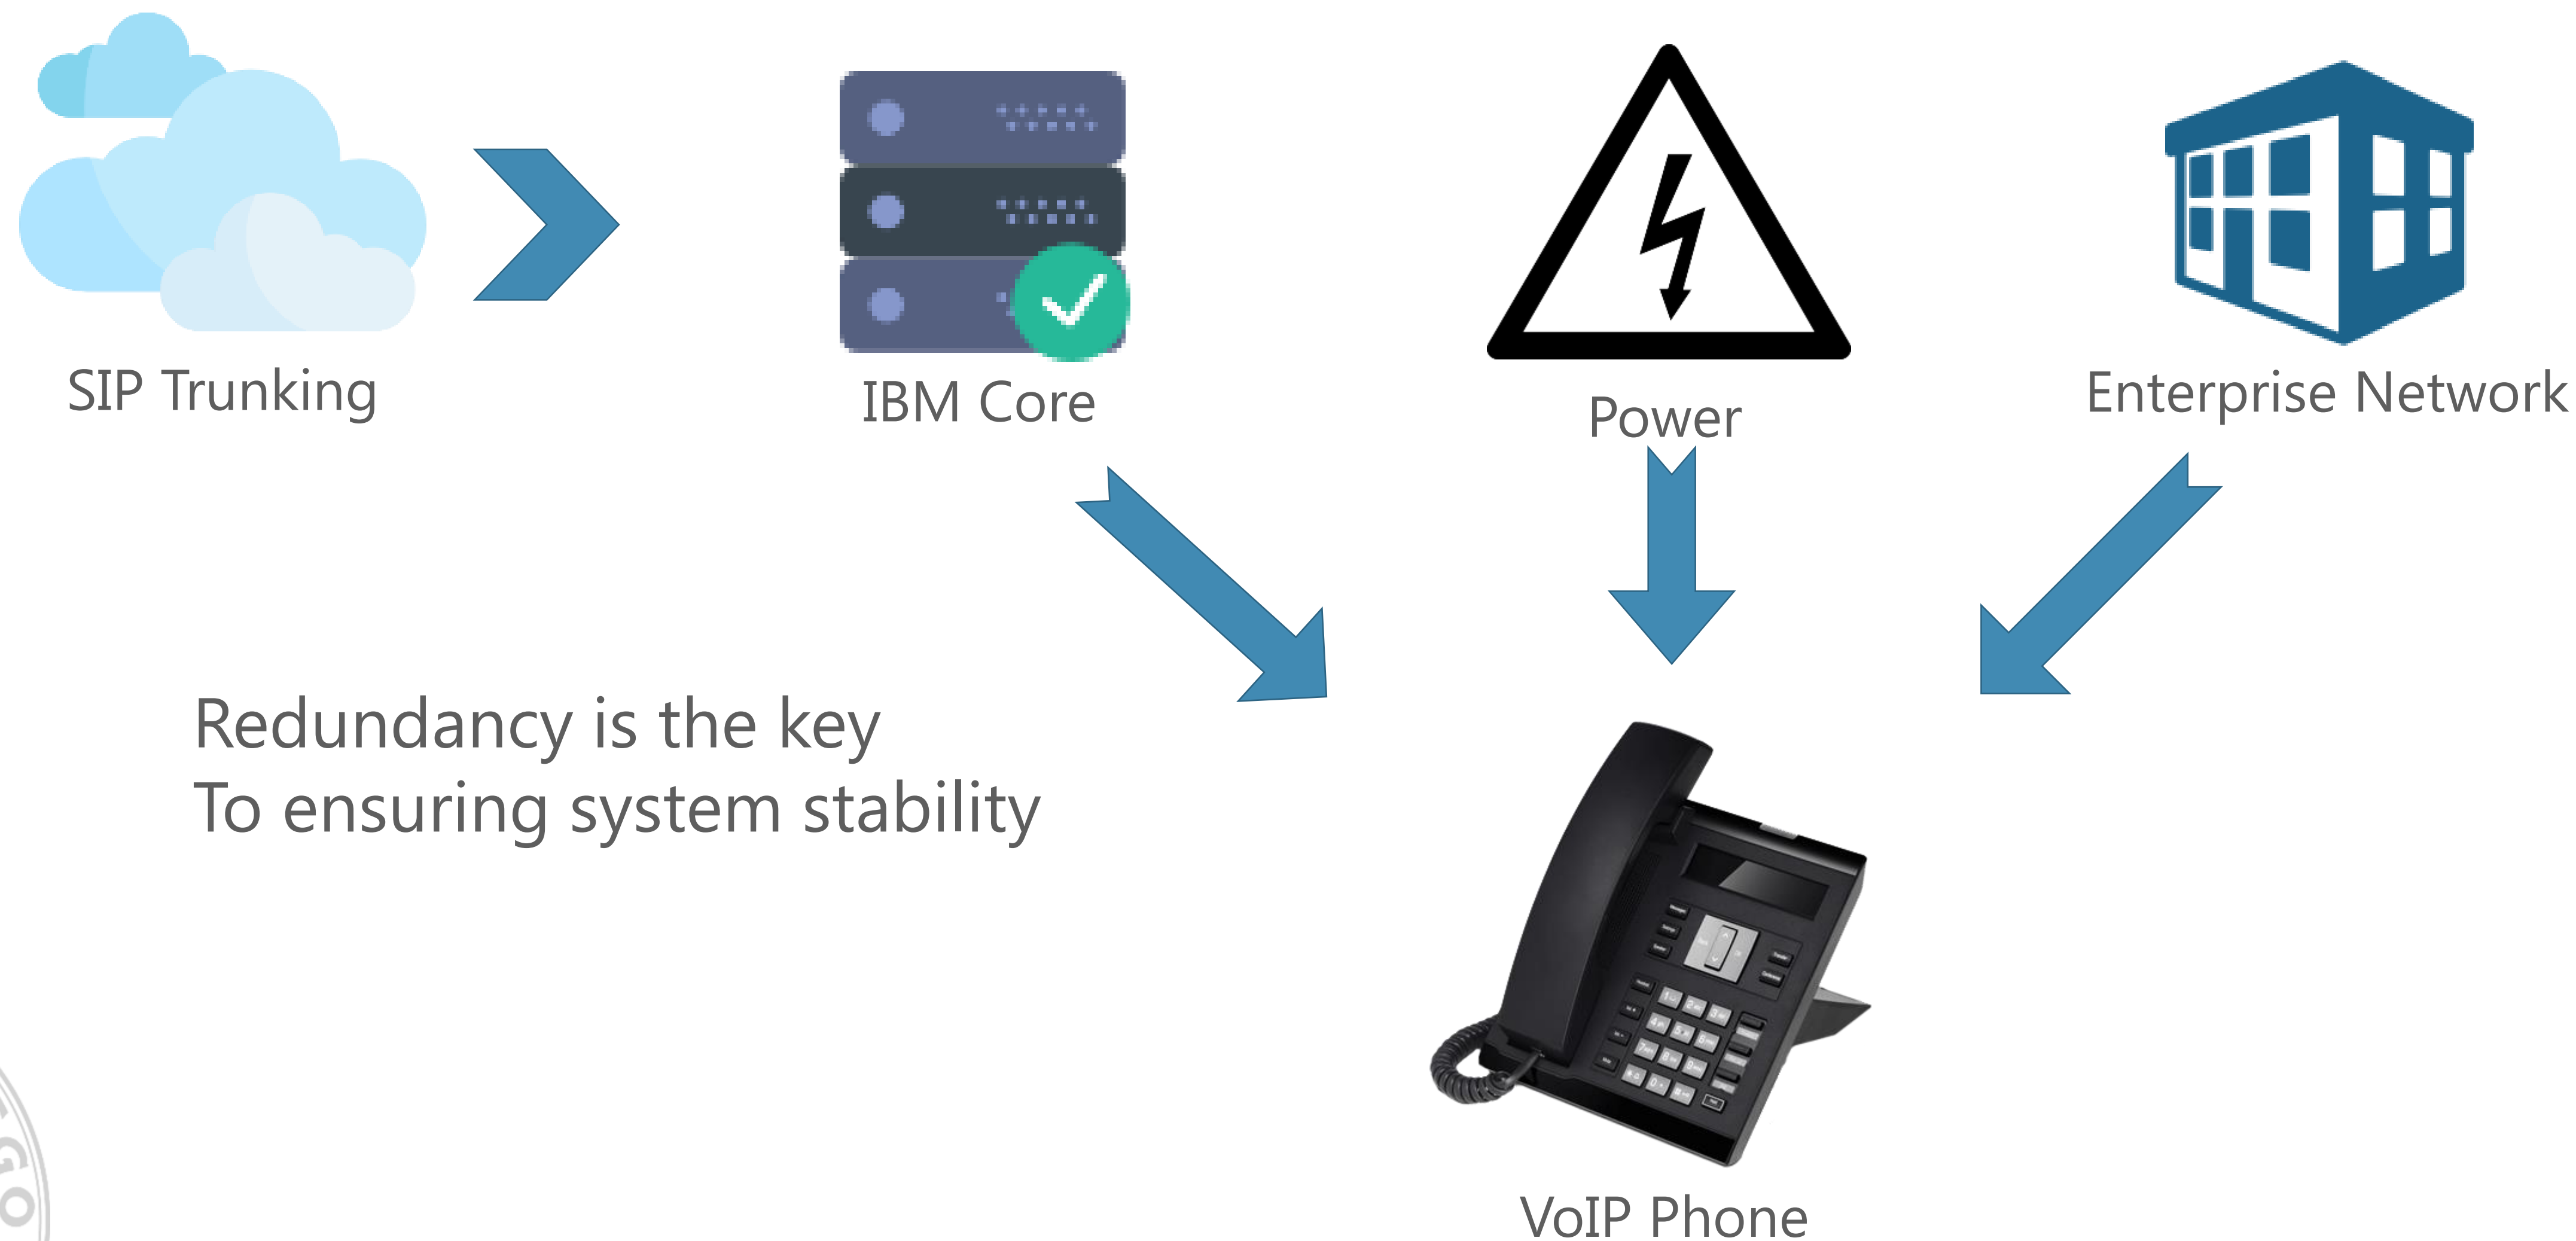 SIP Trunking
IBM Core
Power
Enterprise Network
Redundancy is the key
To ensuring system stability
VoIP Phone